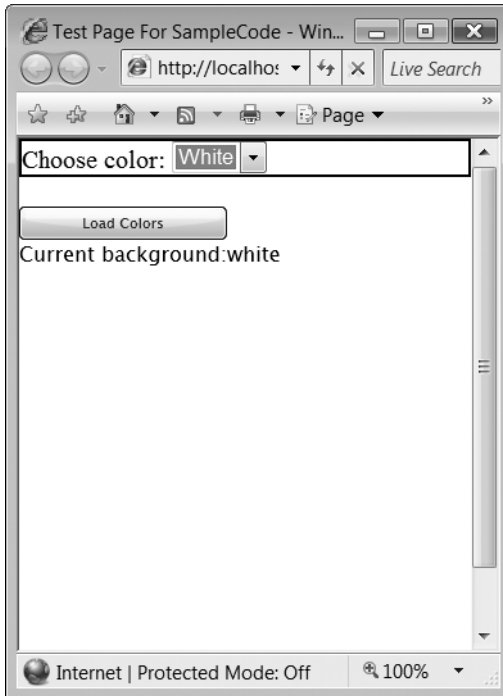 Test Page For SampleCode - Win...
http://localhos
Live Search
Page
»
Choose color: White
Load Colors
Current background:white
Internet | Protected Mode: Off
100%